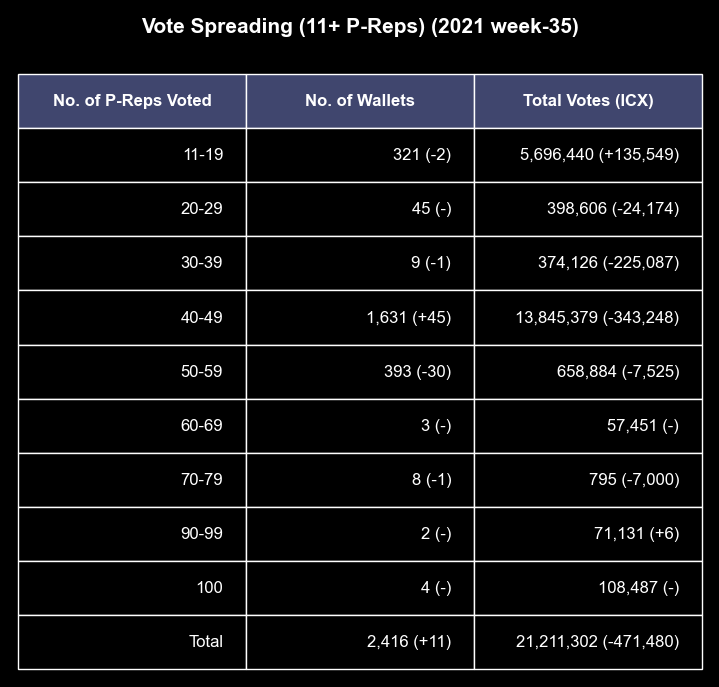 Vote Spreading (11+ P-Reps) (2021 week-35)
No. of P-Reps Voted No. of Wallets Total Votes (ICX)
11-19 321 (-2) 5,696,440 (+135,549)
20-29 45 (-) 398,606 (-24,174)
30-39 9 (-1) 374,126 (-225,087)
40-49 1,631 (+45) 13,845,379 (-343,248)
50-59 393 (-30) 658,884 (-7,525)
60-69 3 (-) 57,451 (-)
70-79 8 (-1) 795 (-7,000)
90-99 2 (-) 71,131 (+6)
100 4 (-) 108,487 (-)
Total 2,416 (+11) 21,211,302 (-471,480)